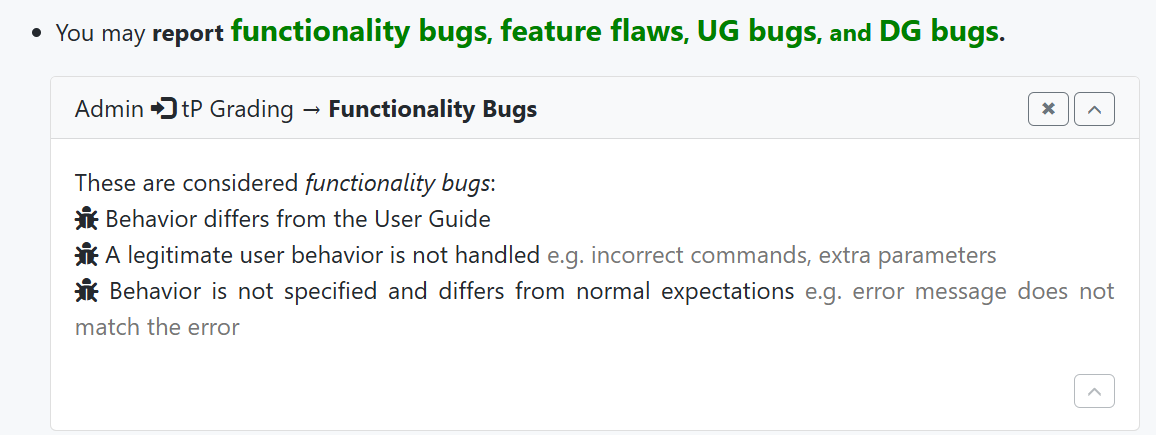 You may report functionality bugs, feature flaws, UG bugs, and DG bugs.
Admin tP Grading → Functionality Bugs
These are considered functionality bugs:
Behavior differs from the User Guide
A legitimate user behavior is not handled e.g. incorrect commands, extra parameters
Behavior is not specified and differs from normal expectations e.g. error message does not
match the error